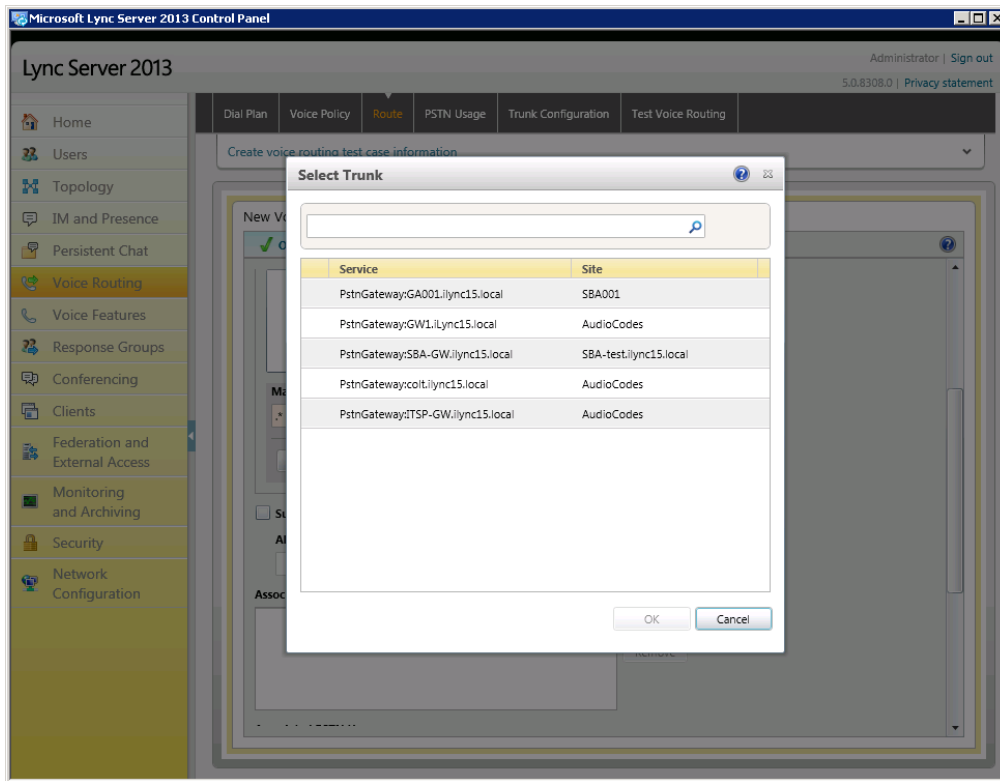 Microsoft Lync Server 2013 Control Panel
Lync Server 2013
Administrator | Sign out
5.0.8308.0 | Privacy statement
Home
Users
Topology
IM and Presence
Persistent Chat
Voice Routing
Voice Features
Response Groups
Conferencing
Clients
Federation and
External Access
Monitoring
and Archiving
Security
Network
Configuration
Dial Plan Voice Policy Route PSTN Usage Trunk Configuration Test Voice Routing
Create voice routing test case information
New
Select Trunk
Service Site
PstnGateway:GA001.ilync15.local SBA001
PstnGateway:GW1.iLync15.local AudioCodes
PstnGateway:SBA-GW.ilync15.local SBA-test.ilync15.local
PstnGateway:colt.ilync15.local AudioCodes
PstnGateway:ITSP-GW.ilync15.local AudioCodes
OK Cancel
Remove